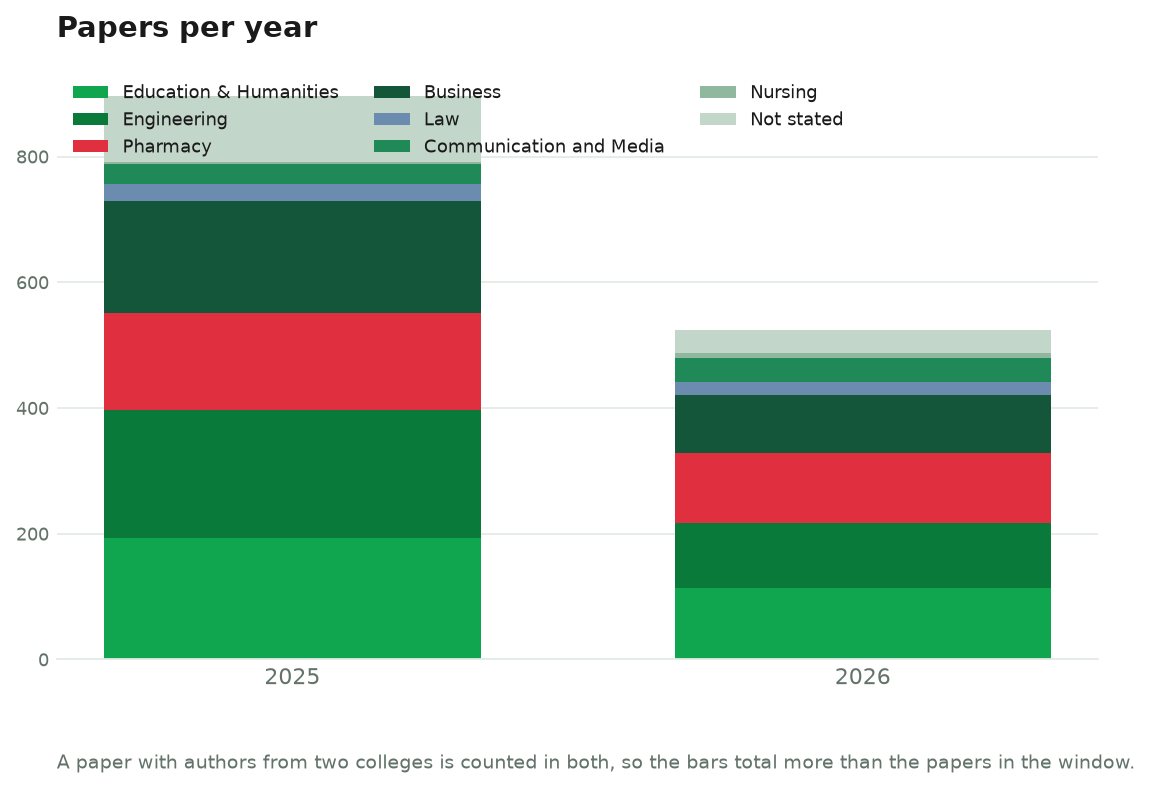 Papers per year
Education & Humanities
Engineering
Pharmacy
Business
Law
Communication and Media
Nursing
Not stated
800
600
400
200
0
2025
2026
A paper with authors from two colleges is counted in both, so the bars total more than the papers in the window.